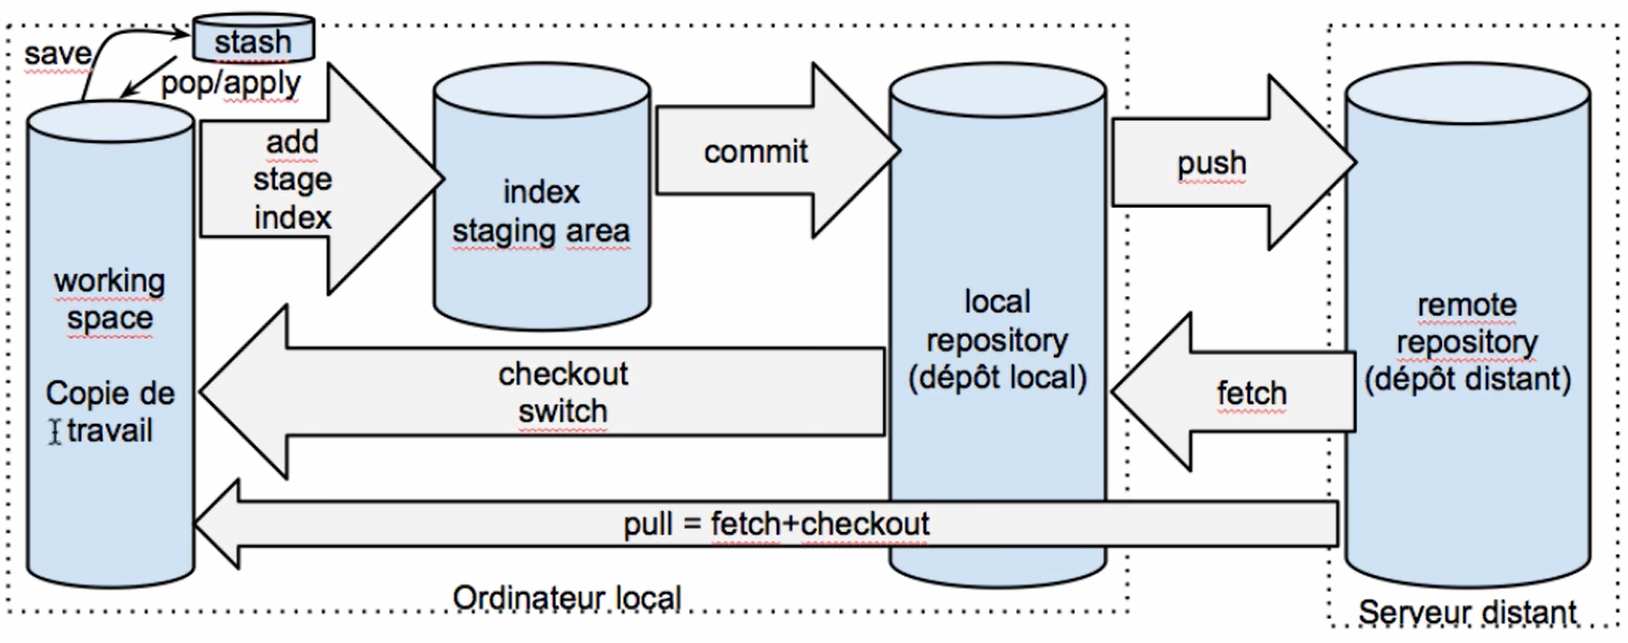 save
stash
pop/apply
add
stage
index
index
staging area
commit
push
working
space
Copie de
travail
local
repository
(dépôt local)
remote
repository
(dépôt distant)
checkout
switch
fetch
pull = fetch+checkout
Ordinateur local
Serveur distant